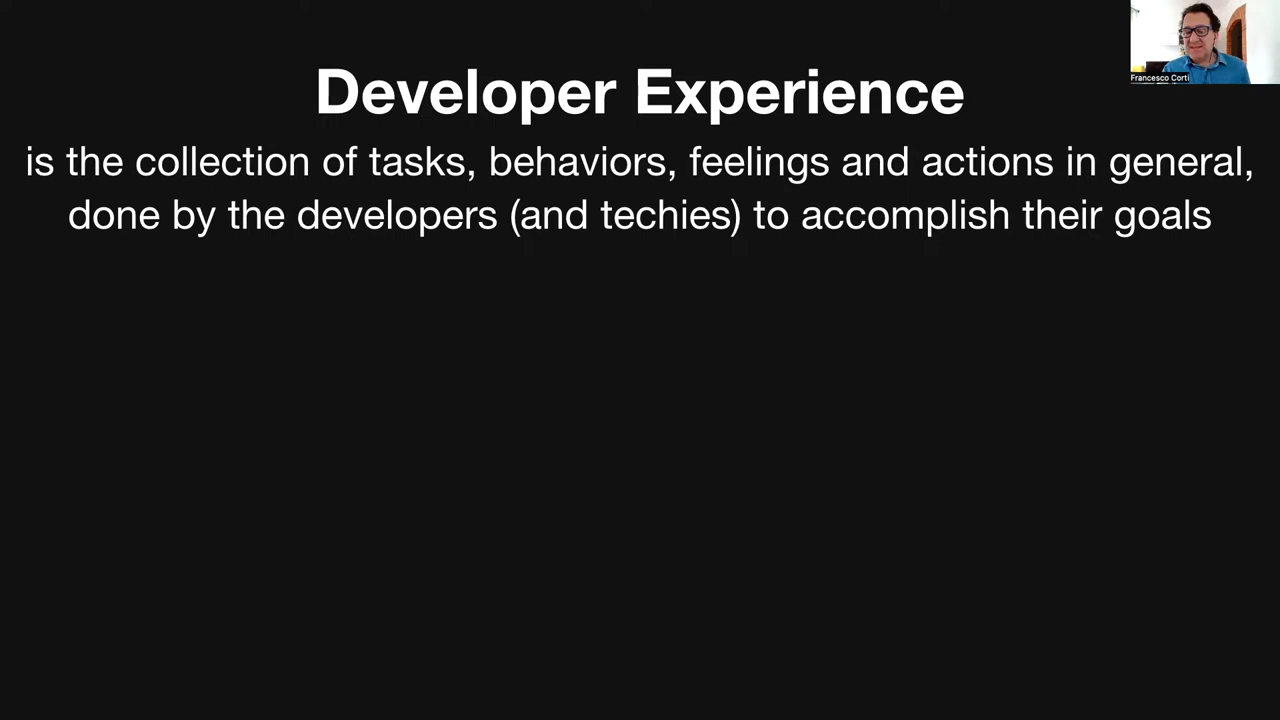 Developer Experience
is the collection of tasks, behaviors, feelings and actions in general,
done by the developers (and techies) to accomplish their goals
Francesco Corti